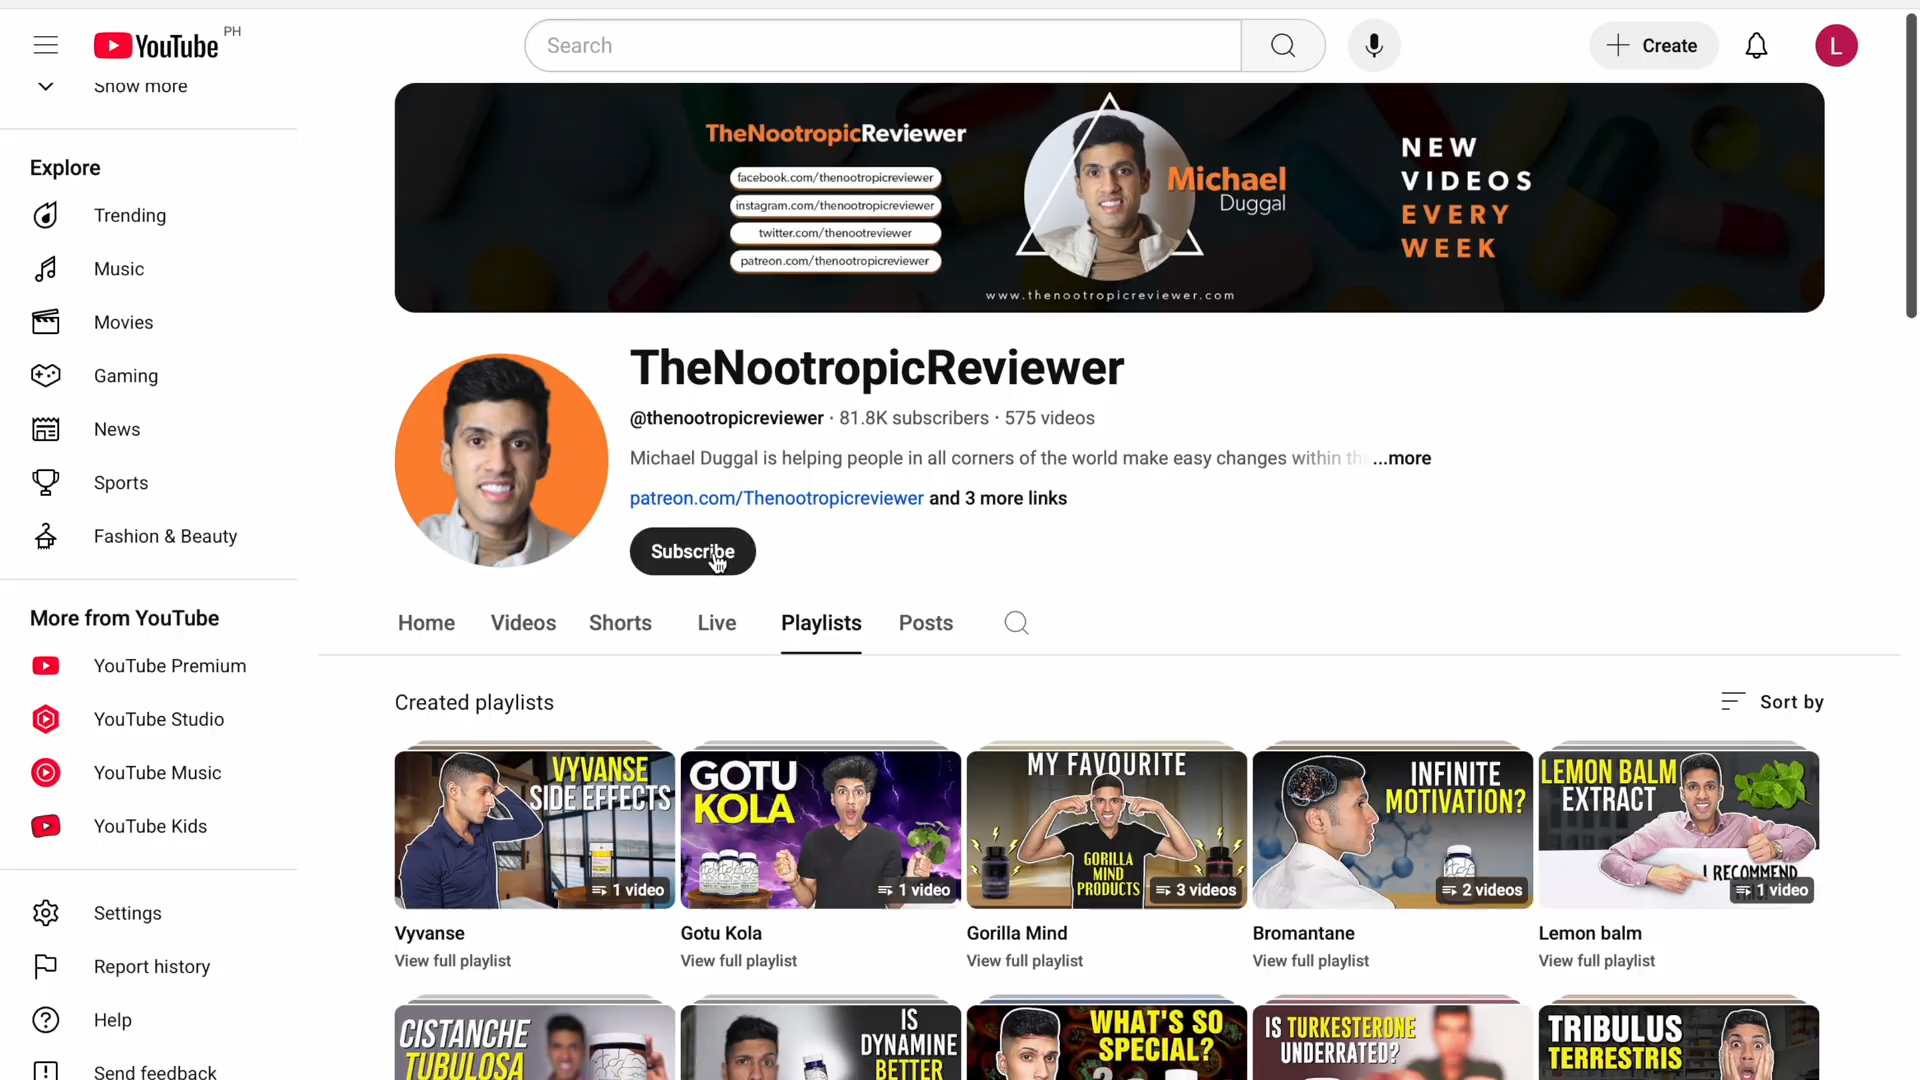 YouTube PH
Search
Create
L
Show more
Explore
Trending
Music
Movies
Gaming
News
Sports
Fashion & Beauty
More from YouTube
YouTube Premium
YouTube Studio
YouTube Music
YouTube Kids
Settings
Report history
Help
Send feedback
TheNootropicReviewer
facebook.com/thenootropicreviewer
instagram.com/thenootropicreviewer
twitter.com/thenootreviewer
patreon.com/thenootropicreviewer
Michael
Duggal
www.thenootropicreviewer.com
NEW
VIDEOS
EVERY
WEEK
TheNootropicReviewer
@thenootropicreviewer · 81.8K subscribers · 575 videos
Michael Duggal is helping people in all corners of the world make easy changes within the ...more
patreon.com/Thenootropicreviewer and 3 more links
Subscribe
Home Videos Shorts Live Playlists Posts
Created playlists
Sort by
VYVANSE
SIDE EFFECTS
1 video
Vyvanse
View full playlist
GOTU
KOLA
1 video
Gotu Kola
View full playlist
MY FAVOURITE
GORILLA
MIND
PRODUCTS
3 videos
Gorilla Mind
View full playlist
INFINITE
MOTIVATION?
2 videos
Bromantane
View full playlist
LEMON BALM
EXTRACT
I RECOMMEND
1 video
Lemon balm
View full playlist
CISTANCHE
TUBULOSA
IS
DYNAMINE
BETTER
WHAT'S SO
SPECIAL?
IS TURKESTERONE
UNDERRATED?
TRIBULUS
TERRESTRIS